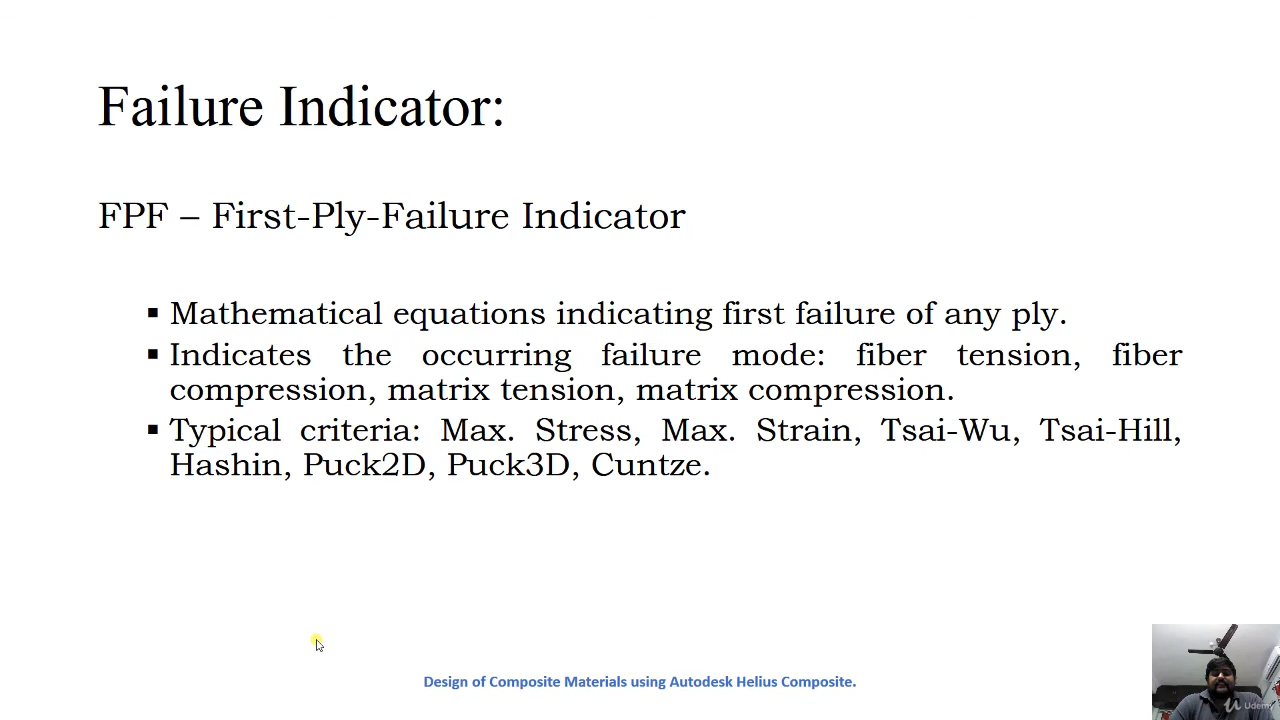 Failure Indicator:
FPF – First-Ply-Failure Indicator
▪ Mathematical equations indicating first failure of any ply.
▪ Indicates the occurring failure mode: fiber tension, fiber
compression, matrix tension, matrix compression.
▪ Typical criteria: Max. Stress, Max. Strain, Tsai-Wu, Tsai-Hill,
Hashin, Puck2D, Puck3D, Cuntze.
Design of Composite Materials using Autodesk Helius Composite.
Udemy